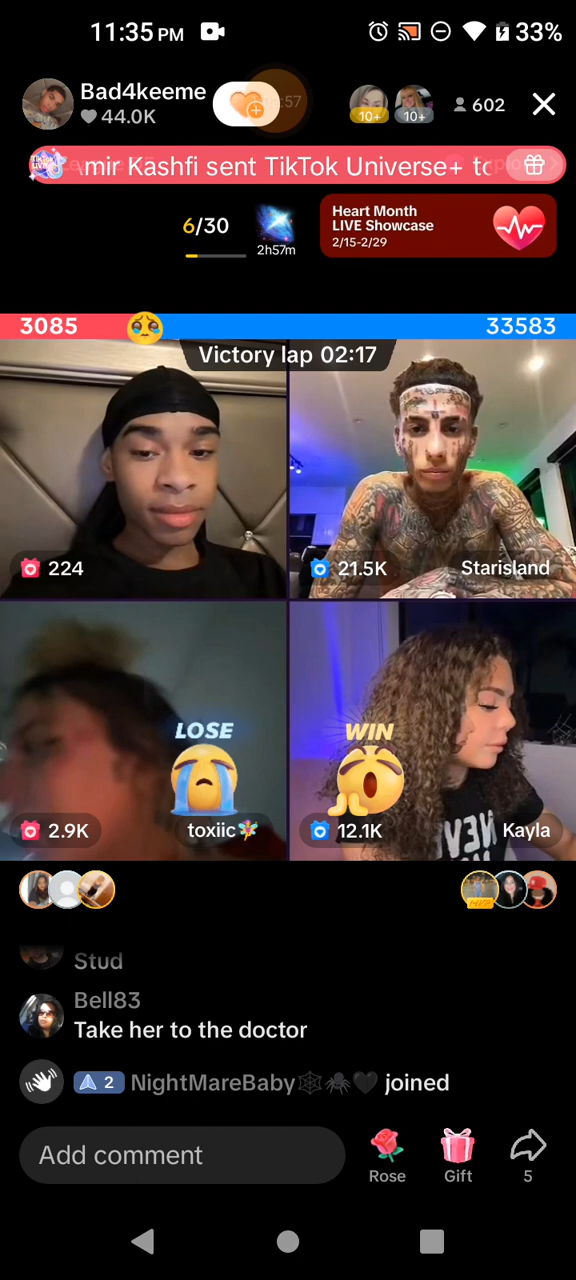 11:35 PM
33%
Bad4keeme
44.0K
10+
10+
602
mir Kashfi sent TikTok Universe+ to
6/30
2h57m
Heart Month
LIVE Showcase
2/15-2/29
3085
33583
Victory lap 02:17
224
21.5K
Starisland
LOSE
WIN
2.9K
toxiic
12.1K
Kayla
Stud
Bell83
Take her to the doctor
2
NightMareBaby🕸️🕷️🖤 joined
Add comment
Rose
Gift
5